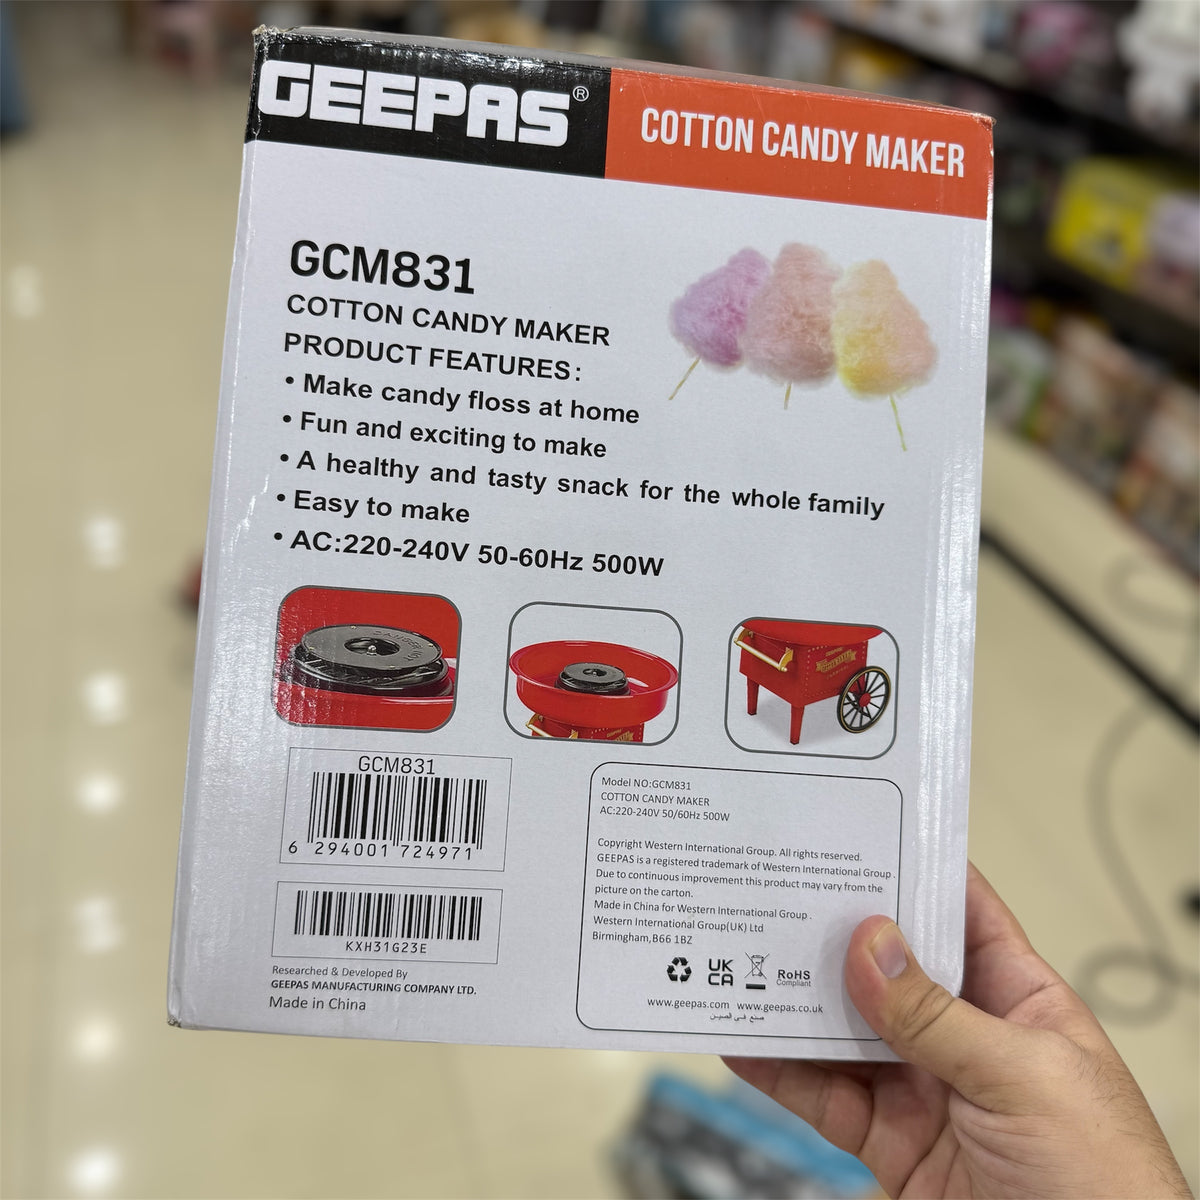 GEEPAS®
COTTON CANDY MAKER
GCM831
COTTON CANDY MAKER
PRODUCT FEATURES:
• Make candy floss at home
• Fun and exciting to make
• A healthy and tasty snack for the whole family
• Easy to make
• AC:220-240V 50-60Hz 500W
GCM831
6 294001 724971
KXH31G23E
Researched & Developed By
GEEPAS MANUFACTURING COMPANY LTD.
Made in China
Model NO:GCM831
COTTON CANDY MAKER
AC:220-240V 50/60Hz 500W
Copyright Western International Group. All rights reserved.
GEEPAS is a registered trademark of Western International Group.
Due to continuous improvement this product may vary from the
picture on the carton.
Made in China for Western International Group.
Western International Group(UK) Ltd
Birmingham,B66 1BZ
UK
CA
RoHS
Compliant
www.geepas.com www.geepas.co.uk
صنع في الصين